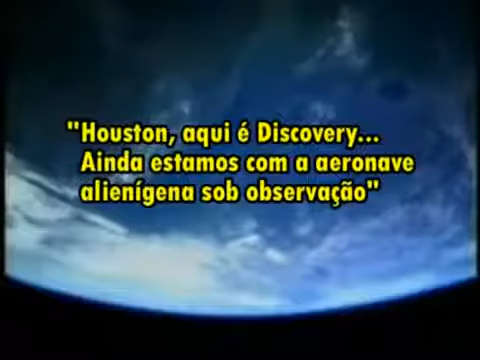 "Houston, aqui é Discovery...
Ainda estamos com a aeronave
alienígena sob observação"